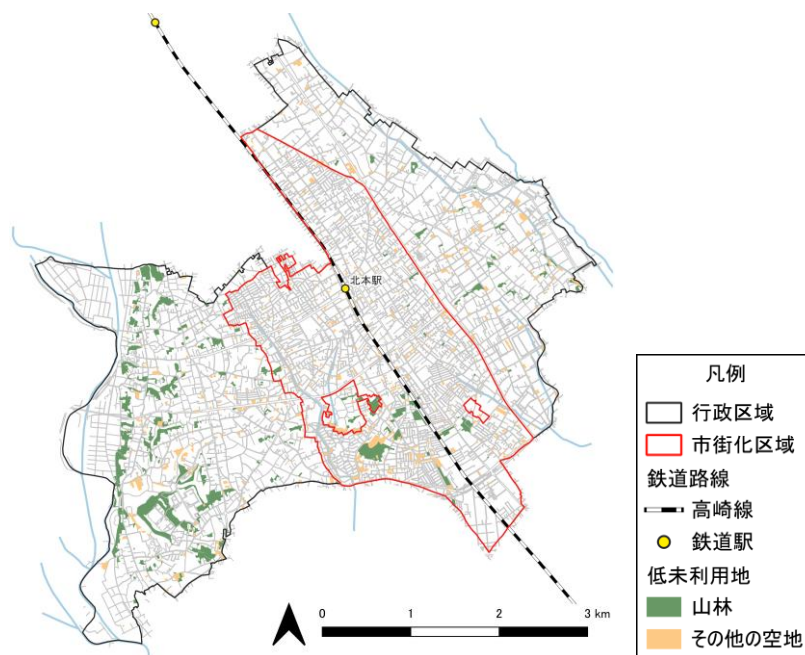 北本駅
凡例
行政区域
市街化区域
鉄道路線
高崎線
鉄道駅
低未利用地
山林
その他の空地
0 1 2 3 km